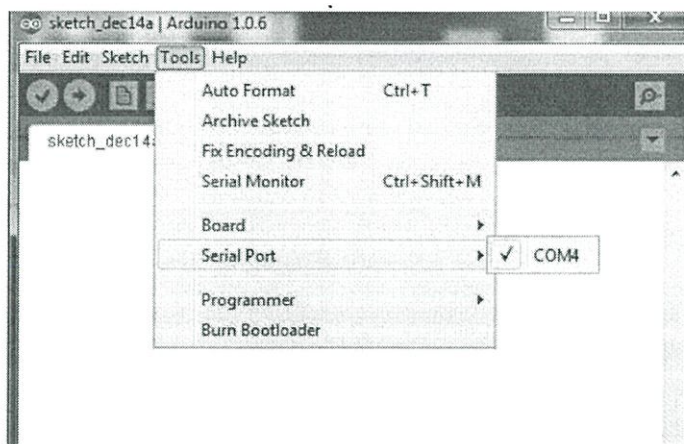 sketch_dec14a | Arduino 1.0.6
File Edit Sketch Tools Help
sketch_dec14a
Auto Format Ctrl+T
Archive Sketch
Fix Encoding & Reload
Serial Monitor Ctrl+Shift+M
Board
Serial Port COM4
Programmer
Burn Bootloader